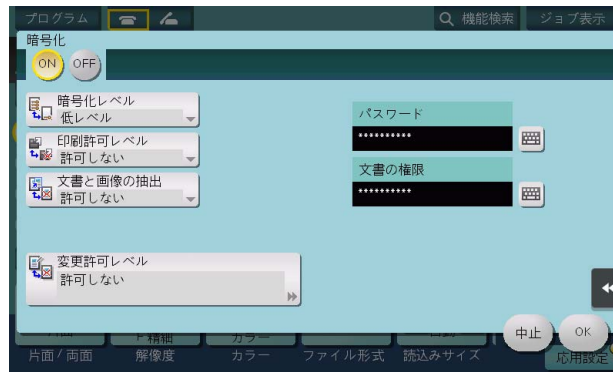 プログラム
機能検索
ジョブ表示
暗号化
ON OFF
暗号化レベル
低レベル
パスワード
**********
印刷許可レベル
許可しない
文書の権限
**********
文書と画像の抽出
許可しない
変更許可レベル
許可しない
中止
OK
カラー
片面/両面
解像度
カラー
ファイル形式
読込みサイズ
応用設定